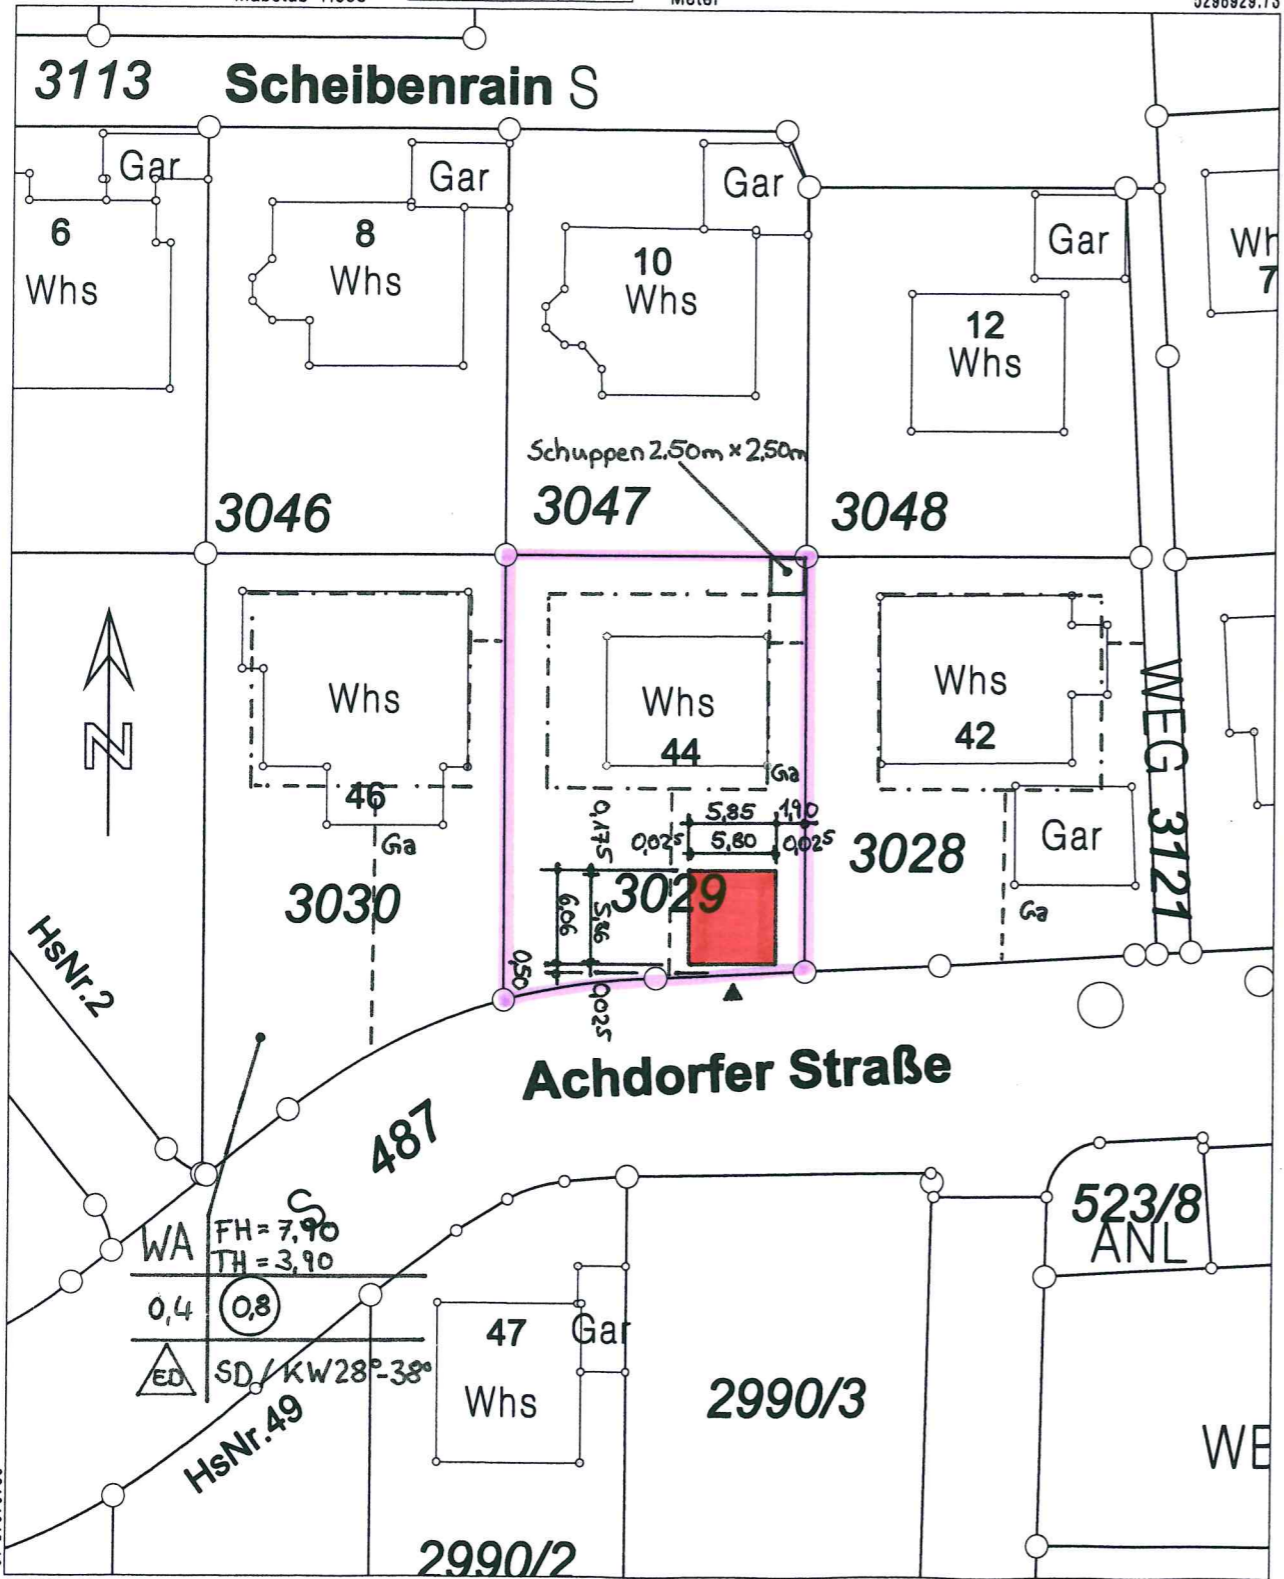 3113 Scheibenrain S
Gar
Gar
Gar
Gar
6
Whs
8
Whs
10
Whs
12
Whs
7
Schuppen 2,50m x 2,50m
3046
3047
3048
N
Whs
46
Ga
Whs
44
Ga
Whs
42
Gar
Ga
WEG 3121
3030
3029
3028
5,85
1,90
0,02⁵
5,80
0,02⁵
0,175
6,06
5,86
0,50
0,025
HsNr.2
Achdorfer Straße
487
S
WA
FH = 7,90
TH = 3,90
0,4
0,8
ED
SD / KW 28°-38°
HsNr.49
47
Whs
Gar
2990/3
2990/2
523/8
ANL